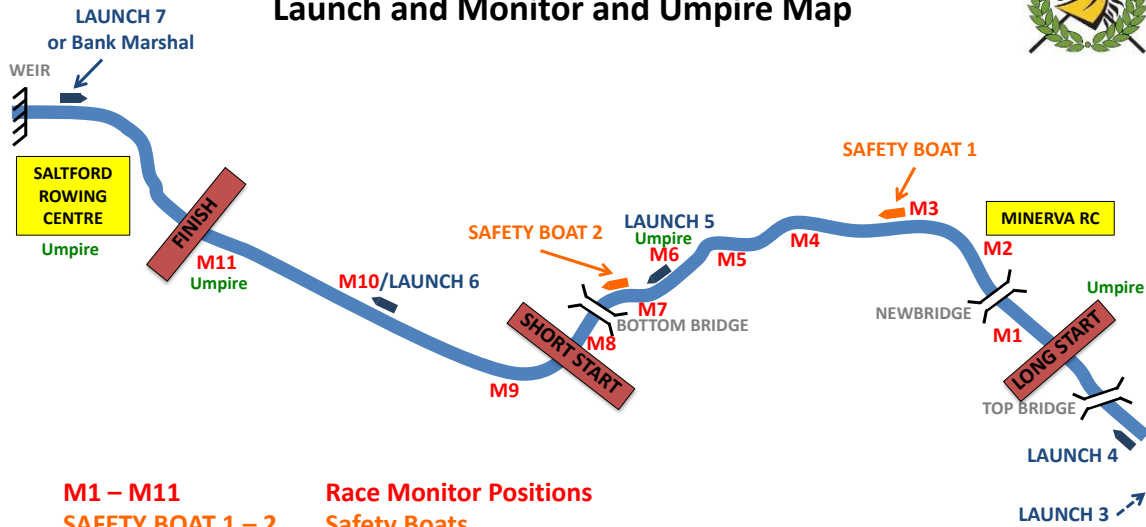 Launch and Monitor and Umpire Map
LAUNCH 7
or Bank Marshal
WEIR
SALTFORD
ROWING
CENTRE
Umpire
FINISH
M11
Umpire
M10/LAUNCH 6
SAFETY BOAT 2
LAUNCH 5
Umpire
M6
M7
BOTTOM BRIDGE
M8
SHORT START
M9
M5
M4
SAFETY BOAT 1
M3
MINERVA RC
M2
Umpire
NEWBRIDGE
M1
LONG START
TOP BRIDGE
LAUNCH 4
LAUNCH 3
M1 – M11 Race Monitor Positions
SAFETY BOAT 1 – 2 Safety Boats